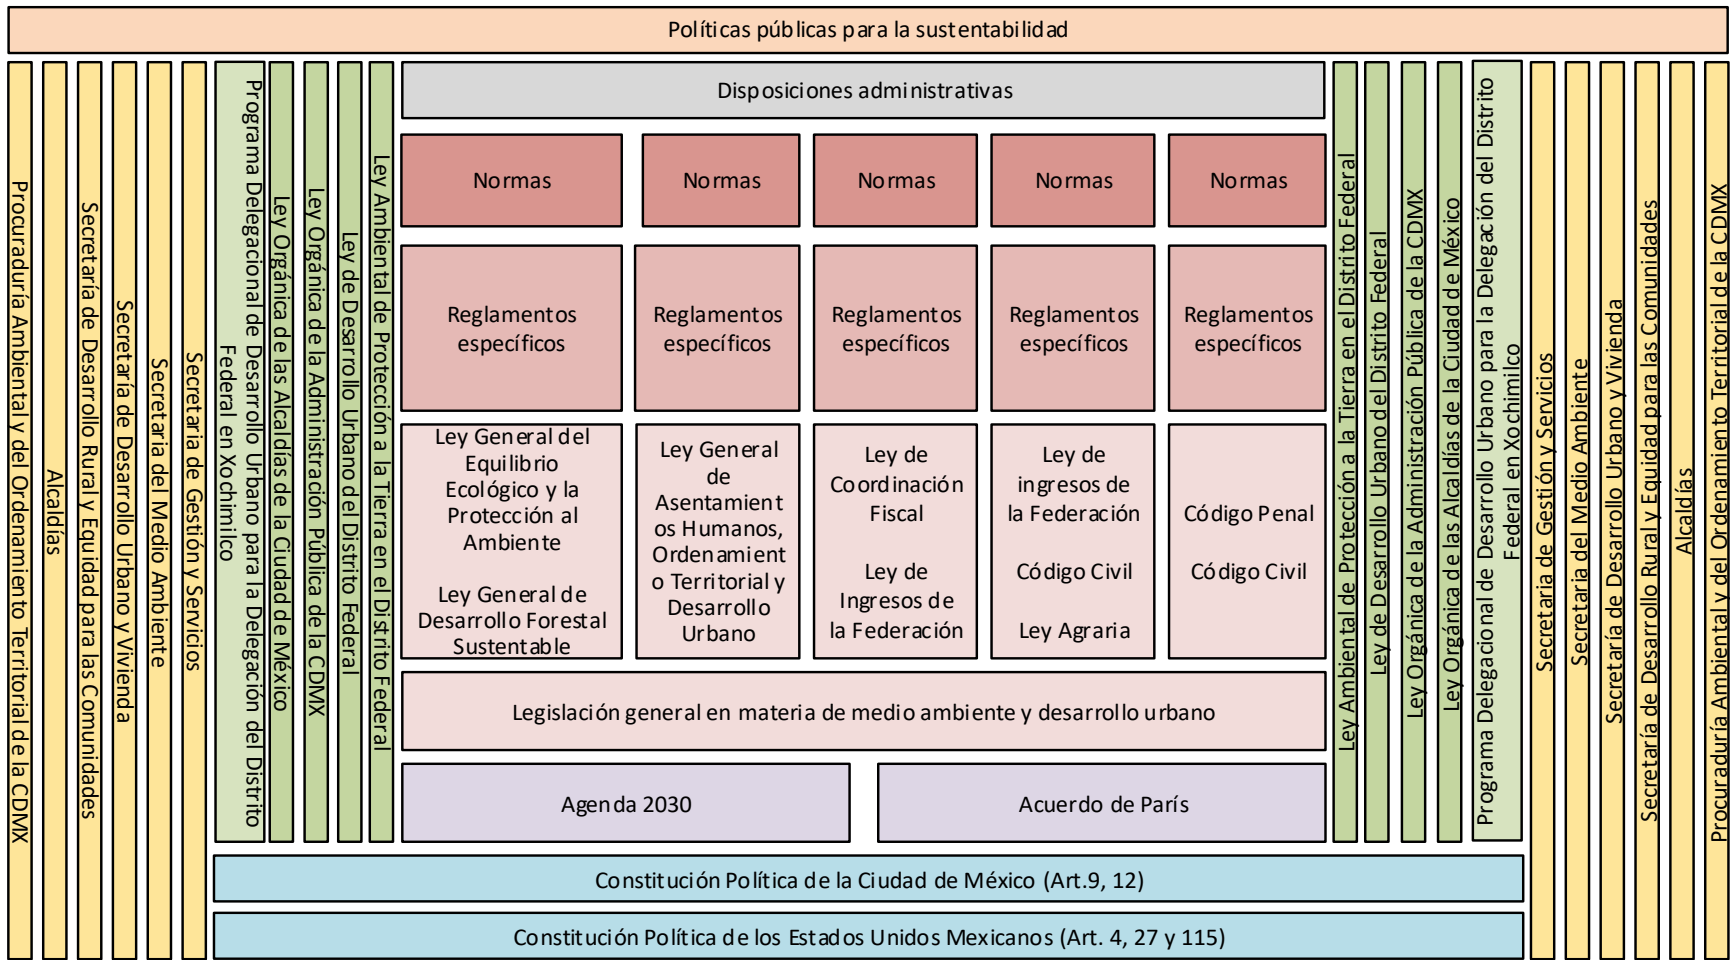 Políticas públicas para la sustentabilidad
Procuraduría Ambiental y del Ordenamiento Territorial de la CDMX
Alcaldías
Secretaría de Desarrollo Rural y Equidad para las Comunidades
Secretaría de Desarrollo Urbano y Vivienda
Secretaria del Medio Ambiente
Secretaria de Gestión y Servicios
Programa Delegacional de Desarrollo Urbano para la Delegación del Distrito
Federal en Xochimilco
Ley Orgánica de las Alcaldías de la Ciudad de México
Ley Orgánica de la Administración Pública de la CDMX
Ley de Desarrollo Urbano del Distrito Federal
Ley Ambiental de Protección a la Tierra en el Distrito Federal
Disposiciones administrativas
Normas
Normas
Normas
Normas
Normas
Reglamentos
específicos
Reglamentos
específicos
Reglamentos
específicos
Reglamentos
específicos
Reglamentos
específicos
Ley General del
Equilibrio
Ecológico y la
Protección al
Ambiente
Ley General de
Desarrollo Forestal
Sustentable
Ley General
de
Asentamient
os Humanos,
Ordenamient
o Territorial y
Desarrollo
Urbano
Ley de
Coordinación
Fiscal
Ley de
Ingresos de
la Federación
Ley de
ingresos de
la Federación
Código Civil
Ley Agraria
Código Penal
Código Civil
Legislación general en materia de medio ambiente y desarrollo urbano
Agenda 2030
Acuerdo de París
Ley Ambiental de Protección a la Tierra en el Distrito Federal
Ley de Desarrollo Urbano del Distrito Federal
Ley Orgánica de la Administración Pública de la CDMX
Ley Orgánica de las Alcaldías de la Ciudad de México
Programa Delegacional de Desarrollo Urbano para la Delegación del Distrito
Federal en Xochimilco
Secretaria de Gestión y Servicios
Secretaria del Medio Ambiente
Secretaría de Desarrollo Urbano y Vivienda
Secretaría de Desarrollo Rural y Equidad para las Comunidades
Alcaldías
Procuraduría Ambiental y del Ordenamiento Territorial de la CDMX
Constitución Política de la Ciudad de México (Art.9, 12)
Constitución Política de los Estados Unidos Mexicanos (Art. 4, 27 y 115)